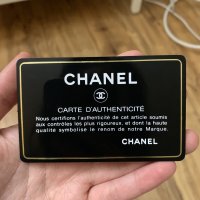 CHANEL
CARTE D'AUTHENTICITÉ
Nous certifions l'authenticité de cet article soumis
aux contrôles les plus rigoureux, et dont la haute
qualité symbolise le renom de notre Marque.
CHANEL